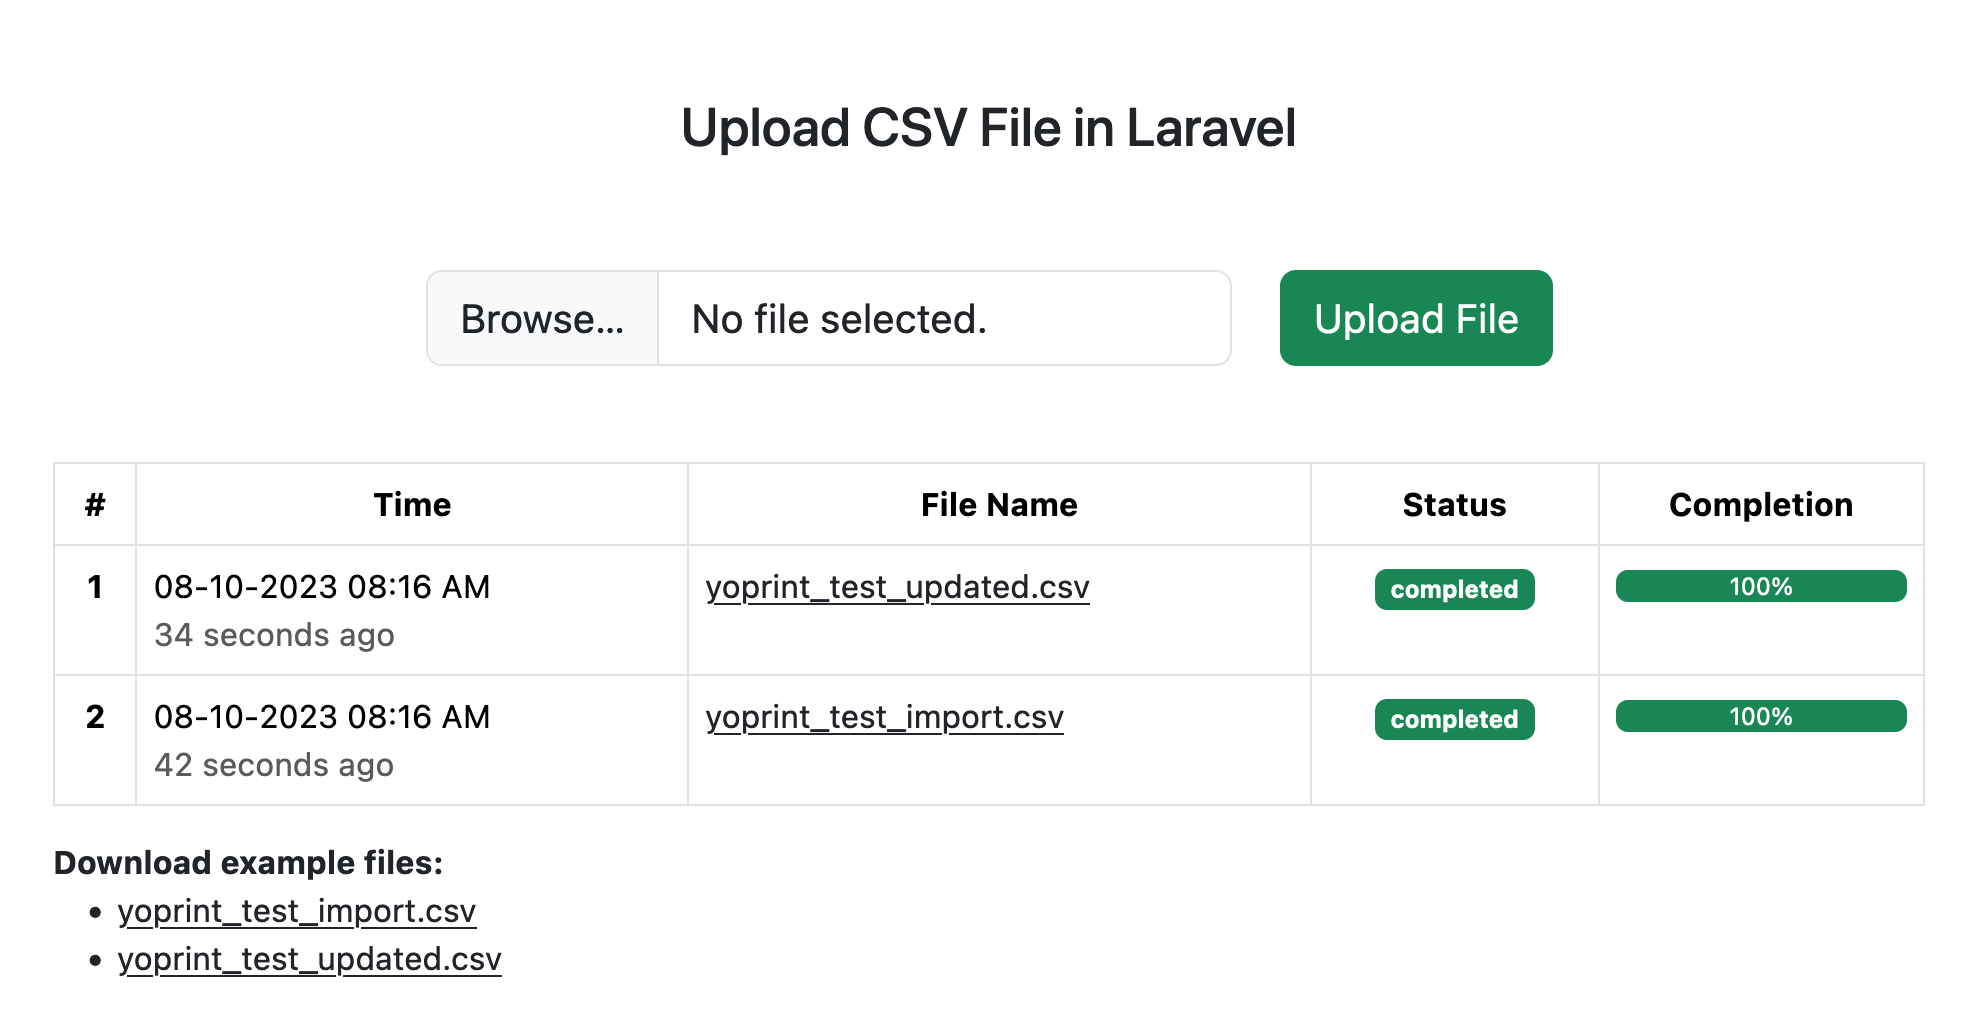 Upload CSV File in Laravel
Browse... No file selected. Upload File
# Time File Name Status Completion
1 08-10-2023 08:16 AM yoprint_test_updated.csv completed 100%
34 seconds ago
2 08-10-2023 08:16 AM yoprint_test_import.csv completed 100%
42 seconds ago
Download example files:
• yoprint_test_import.csv
• yoprint_test_updated.csv